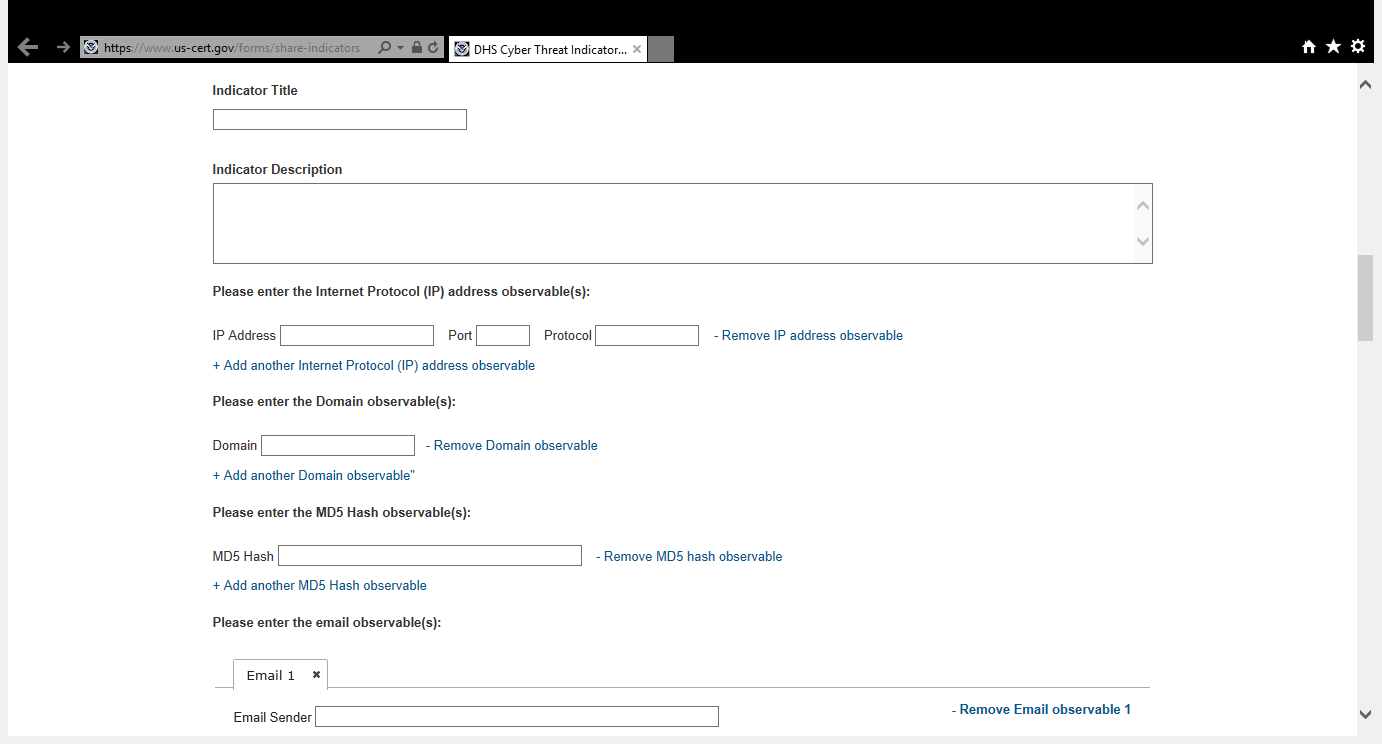 https://www.us-cert.gov/forms/share-indicators
DHS Cyber Threat Indicator...
Indicator Title
Indicator Description
Please enter the Internet Protocol (IP) address observable(s):
IP Address Port Protocol - Remove IP address observable
+ Add another Internet Protocol (IP) address observable
Please enter the Domain observable(s):
Domain - Remove Domain observable
+ Add another Domain observable"
Please enter the MD5 Hash observable(s):
MD5 Hash - Remove MD5 hash observable
+ Add another MD5 Hash observable
Please enter the email observable(s):
Email 1
Email Sender - Remove Email observable 1